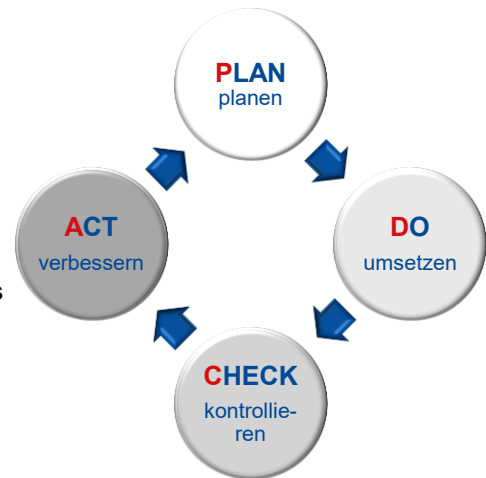 PLAN
planen
ACT
verbessern
DO
umsetzen
s
CHECK
kontrollie-
ren